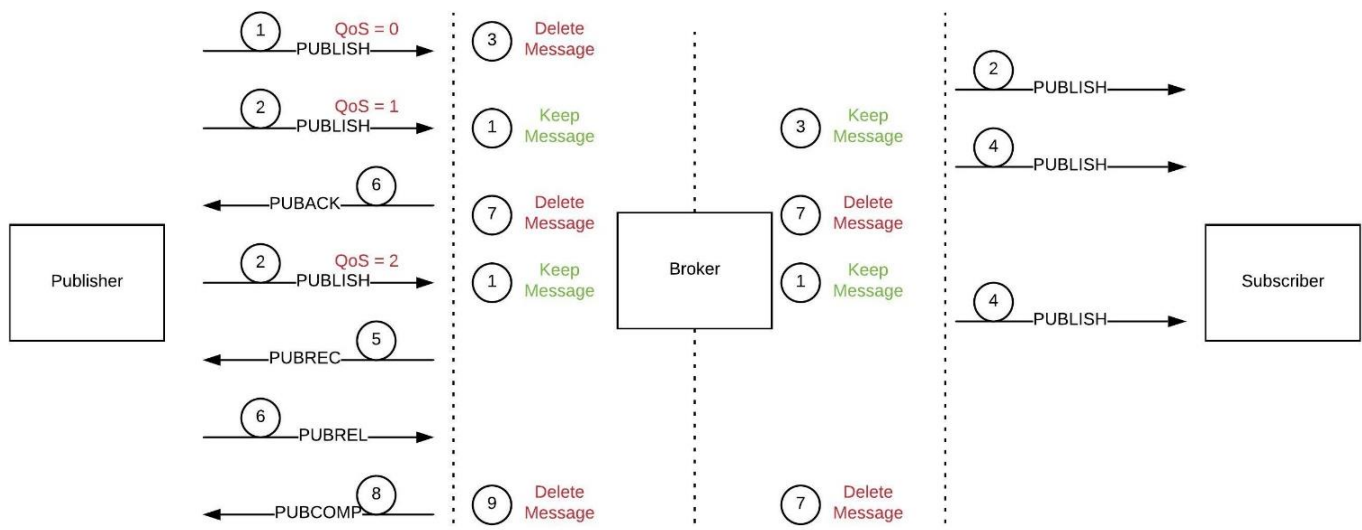 1
QoS = 0
PUBLISH
3
Delete
Message
2
PUBLISH
2
QoS = 1
PUBLISH
1
Keep
Message
3
Keep
Message
4
PUBLISH
6
PUBACK
7
Delete
Message
7
Delete
Message
Publisher
2
QoS = 2
PUBLISH
1
Keep
Message
Broker
1
Keep
Message
4
PUBLISH
Subscriber
5
PUBREC
6
PUBREL
8
PUBCOMP
9
Delete
Message
7
Delete
Message